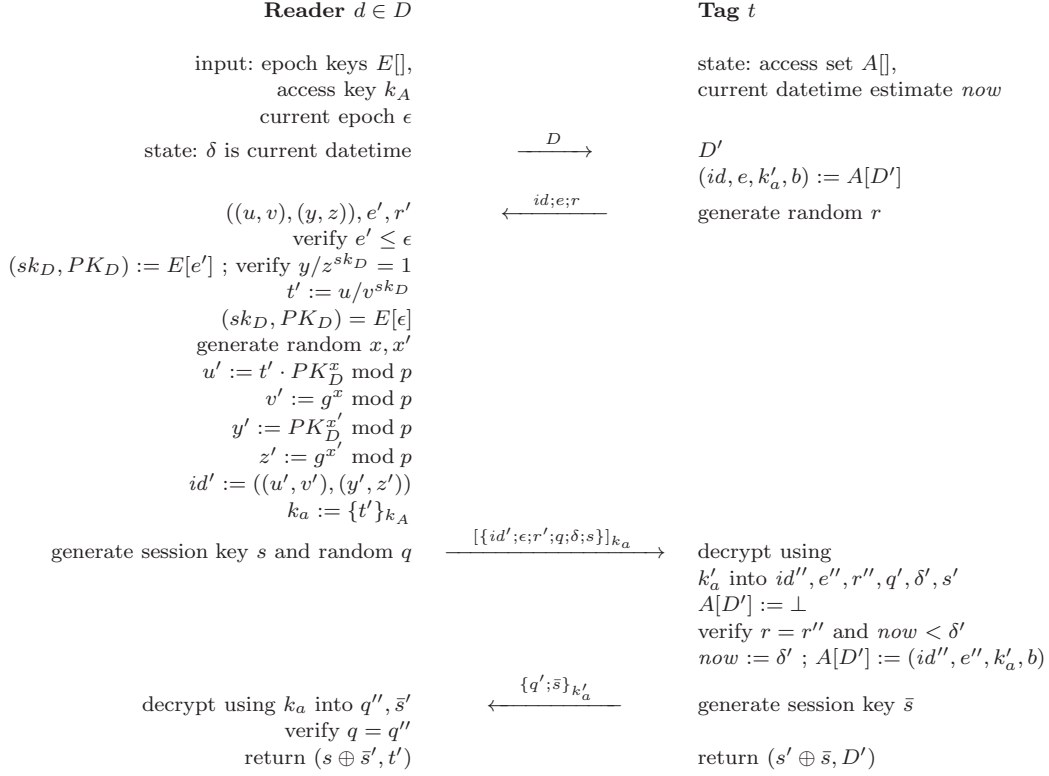 Reader d ∈ D Tag t
input: epoch keys E[], state: access set A[],
access key k_A current datetime estimate now
current epoch ϵ
state: δ is current datetime D D′
(id, e, k′_a, b) := A[D′]
((u, v), (y, z)), e′, r′ id;e;r generate random r
verify e′ ≤ ϵ
(sk_D, PK_D) := E[e′] ; verify y/z^{sk_D} = 1
t′ := u/v^{sk_D}
(sk_D, PK_D) = E[ϵ]
generate random x, x′
u′ := t′ · PK_D^x mod p
v′ := g^x mod p
y′ := PK_D^{x′} mod p
z′ := g^{x′} mod p
id′ := ((u′, v′), (y′, z′))
k_a := {t′}_{k_A}
generate session key s and random q [{id′;ϵ;r′;q;δ;s}]_{k_a} decrypt using
k′_a into id″, e″, r″, q′, δ′, s′
A[D′] := ⊥
verify r = r″ and now < δ′
now := δ′ ; A[D′] := (id″, e″, k′_a, b)
decrypt using k_a into q″, s̄′ {q′;s̄}_{k′_a} generate session key s̄
verify q = q″
return (s ⊕ s̄′, t′) return (s′ ⊕ s̄, D′)